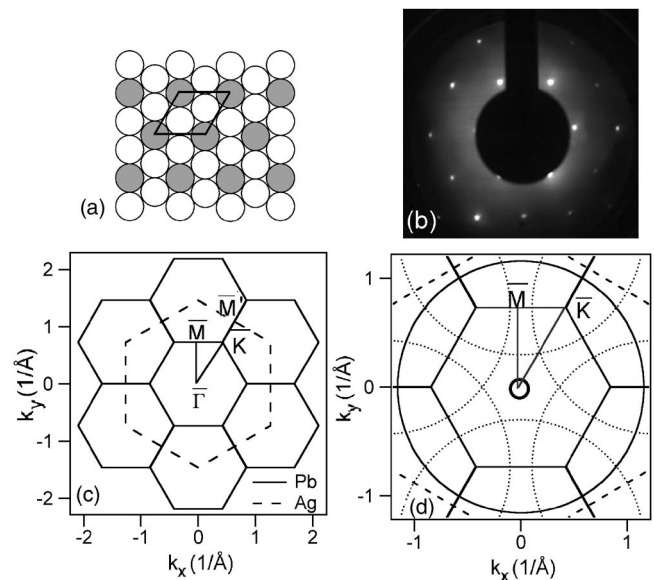 (a)
(b)
2
1
0
-1
-2
k_y (1/Å)
M̅
M̅'
K̅
Γ̅
Pb
Ag
(c)
-2 -1 0 1 2
k_x (1/Å)
1
0
-1
k_y (1/Å)
M̅
K̅
(d)
-1 0 1
k_x (1/Å)